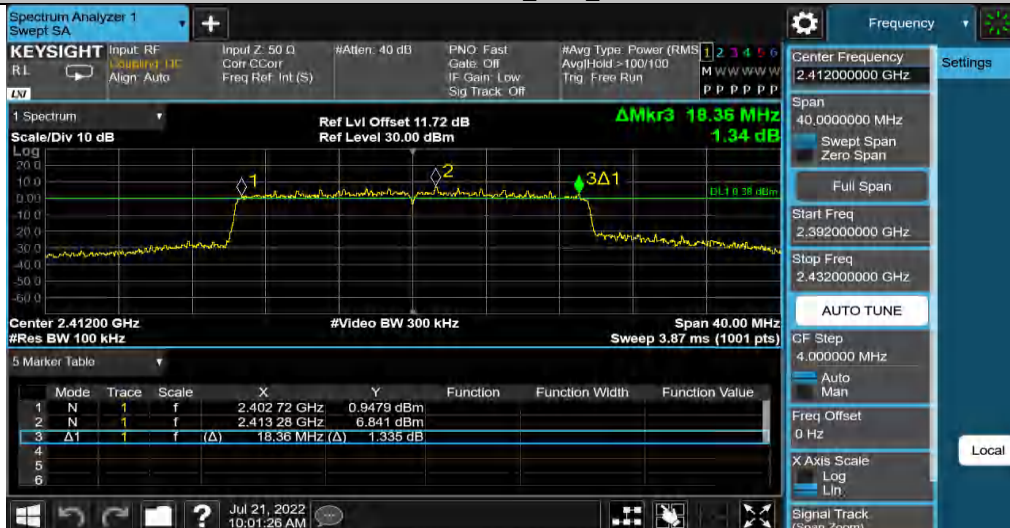 Spectrum Analyzer 1
Swept SA
+
Frequency
KEYSIGHT
RL
LXI
Input: RF
Coupling: DC
Align: Auto
Input Z: 50 Ω
Corr CCorr
Freq Ref: Int (S)
#Atten: 40 dB
PNO: Fast
Gate: Off
IF Gain: Low
Sig Track: Off
#Avg Type: Power (RMS
Avg|Hold >100/100
Trig: Free Run
1 2 3 4 5 6
M W W W W W
P P P P P P
1 Spectrum
Scale/Div 10 dB
Log
Ref Lvl Offset 11.72 dB
Ref Level 30.00 dBm
ΔMkr3 18.36 MHz
1.34 dB
20.0
10.0
0.00
-10.0
-20.0
-30.0
-40.0
-50.0
-60.0
1
2
3Δ1
DL1 0.38 dBm
Center 2.41200 GHz
#Res BW 100 kHz
#Video BW 300 kHz
Span 40.00 MHz
Sweep 3.87 ms (1001 pts)
5 Marker Table
Mode Trace Scale X Y Function Function Width Function Value
1 N 1 f 2.402 72 GHz 0.9479 dBm
2 N 1 f 2.413 28 GHz 6.841 dBm
3 Δ1 1 f (Δ) 18.36 MHz (Δ) 1.335 dB
4
5
6
?
Jul 21, 2022
10:01:26 AM
Center Frequency
2.412000000 GHz
Span
40.0000000 MHz
Swept Span
Zero Span
Full Span
Start Freq
2.392000000 GHz
Stop Freq
2.432000000 GHz
AUTO TUNE
CF Step
4.000000 MHz
Auto
Man
Freq Offset
0 Hz
X Axis Scale
Log
Lin
Signal Track
(Span Zoom)
Settings
Local